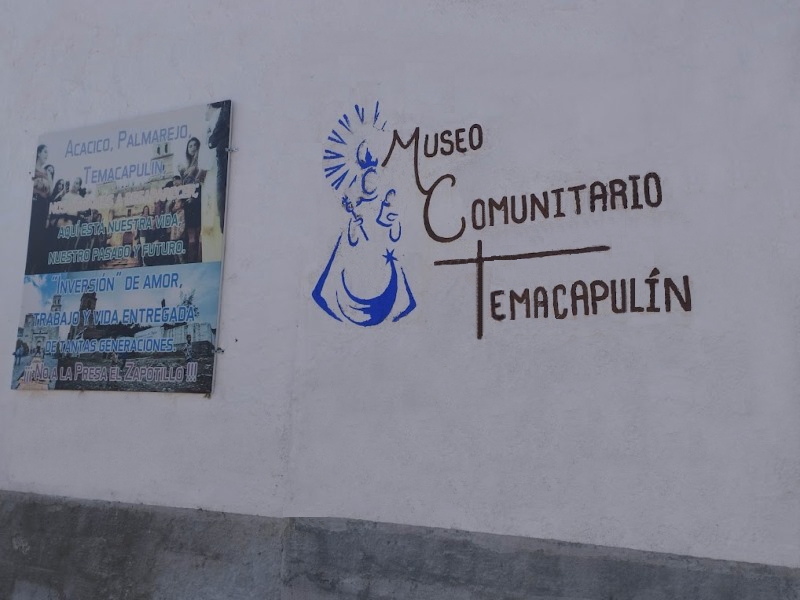 ACACICO, PALMAREJO,
TEMACAPULÍN
AQUÍ ESTÁ NUESTRA VIDA,
NUESTRO PASADO Y FUTURO.
"INVERSIÓN" DE AMOR,
TRABAJO Y VIDA ENTREGADA
DE TANTAS GENERACIONES.
¡¡¡ NO A LA PRESA EL ZAPOTILLO !!!
MUSEO
COMUNITARIO
TEMACAPULÍN